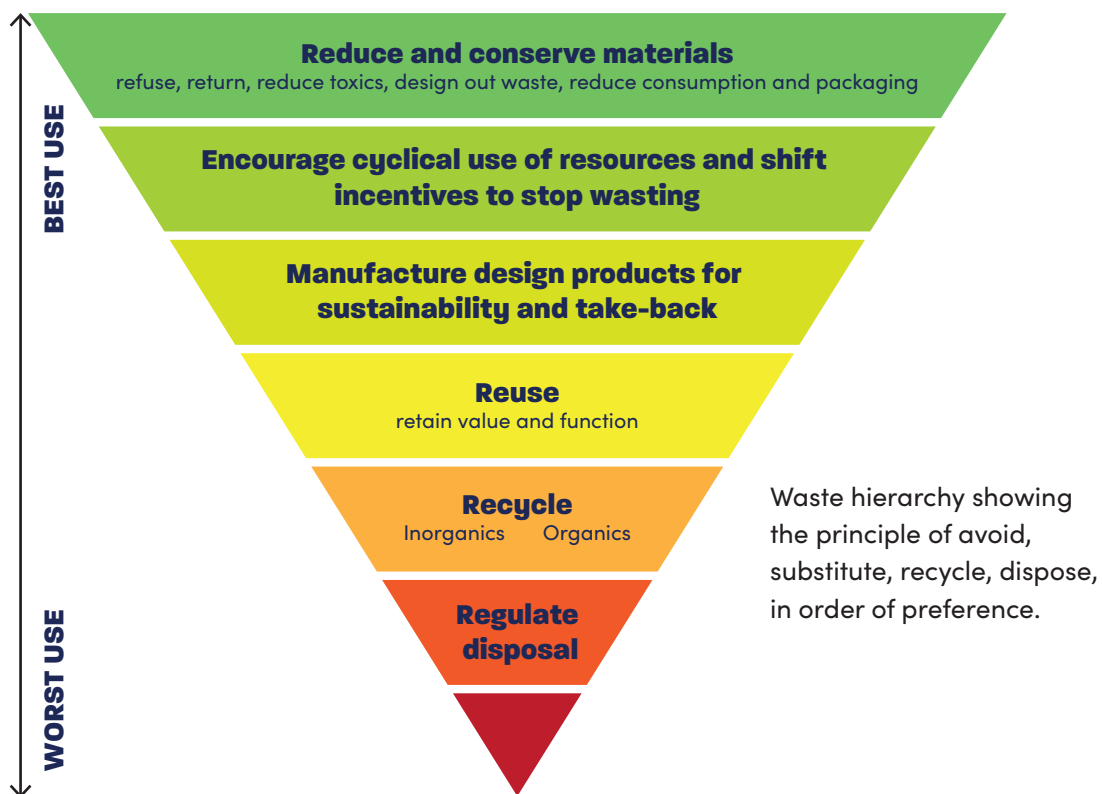 BEST USE
Reduce and conserve materials
refuse, return, reduce toxics, design out waste, reduce consumption and packaging
Encourage cyclical use of resources and shift
incentives to stop wasting
Manufacture design products for
sustainability and take-back
Reuse
retain value and function
Recycle
Inorganics Organics
Regulate
disposal
WORST USE
Waste hierarchy showing
the principle of avoid,
substitute, recycle, dispose,
in order of preference.